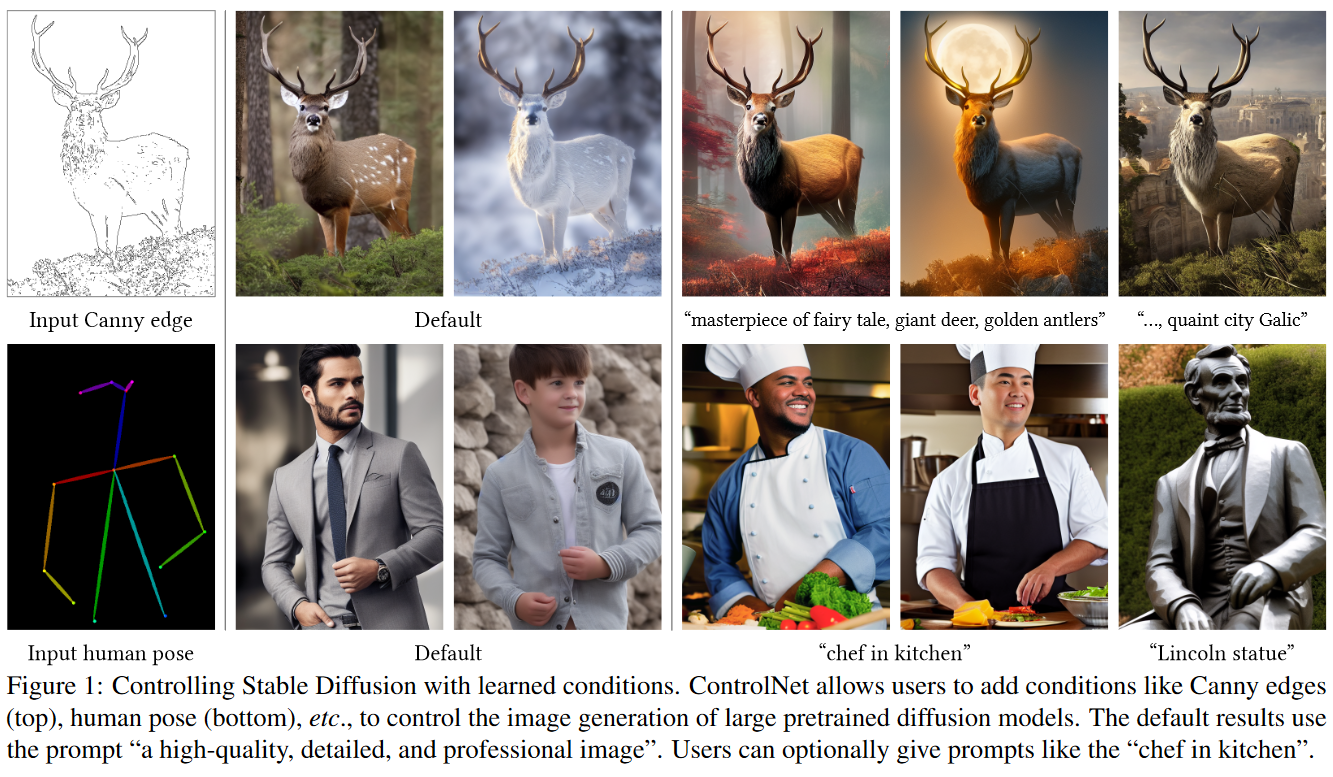 Input Canny edge
Default
“masterpiece of fairy tale, giant deer, golden antlers”
“…, quaint city Galic”
Input human pose
Default
“chef in kitchen”
“Lincoln statue”
Figure 1: Controlling Stable Diffusion with learned conditions. ControlNet allows users to add conditions like Canny edges
(top), human pose (bottom), etc., to control the image generation of large pretrained diffusion models. The default results use
the prompt “a high-quality, detailed, and professional image”. Users can optionally give prompts like the “chef in kitchen”.